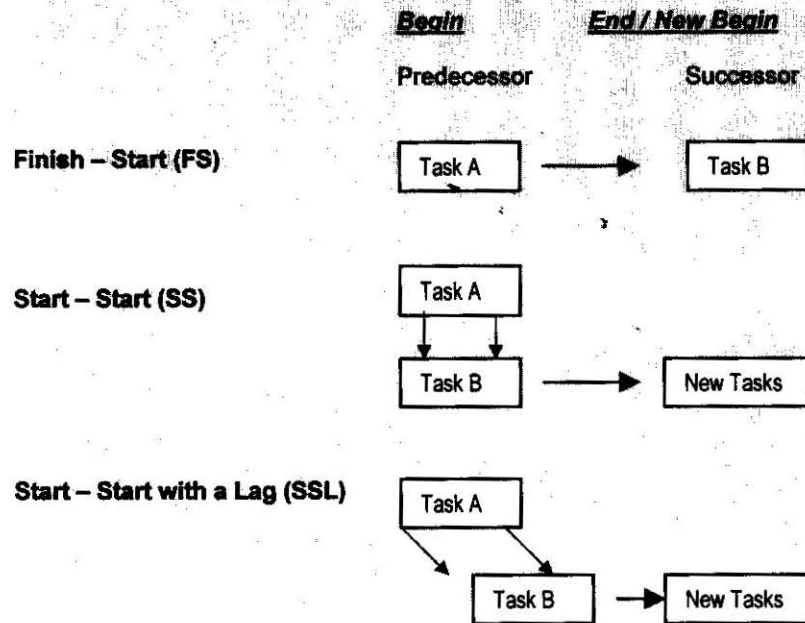 Begin End / New Begin
Predecessor Successor
Finish – Start (FS) Task A Task B
Start – Start (SS) Task A
Task B New Tasks
Start – Start with a Lag (SSL) Task A
Task B New Tasks